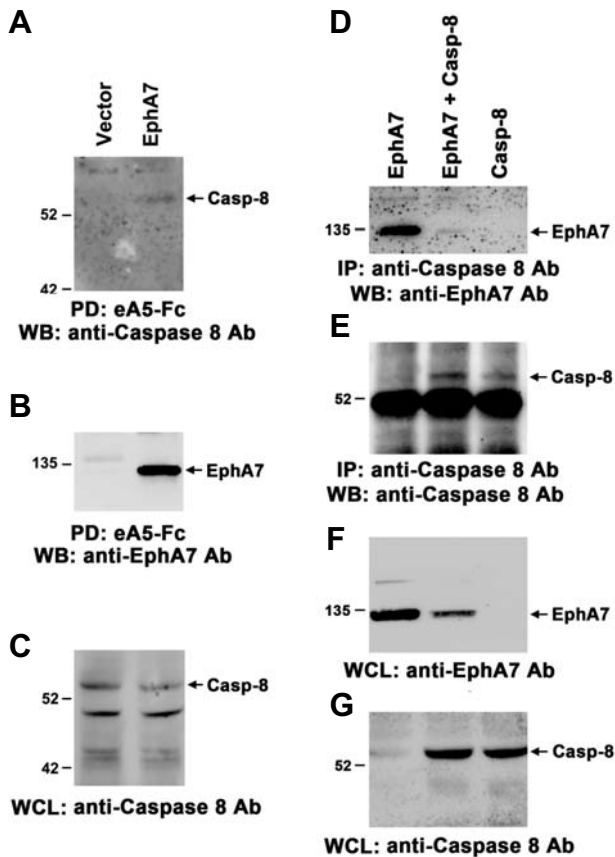 A
Vector
EphA7
52
← Casp-8
42
PD: eA5-Fc
WB: anti-Caspase 8 Ab
B
135
← EphA7
PD: eA5-Fc
WB: anti-EphA7 Ab
C
← Casp-8
52
42
WCL: anti-Caspase 8 Ab
D
EphA7
EphA7 + Casp-8
Casp-8
135
← EphA7
IP: anti-Caspase 8 Ab
WB: anti-EphA7 Ab
E
← Casp-8
52
IP: anti-Caspase 8 Ab
WB: anti-Caspase 8 Ab
F
135
← EphA7
WCL: anti-EphA7 Ab
G
← Casp-8
52
WCL: anti-Caspase 8 Ab